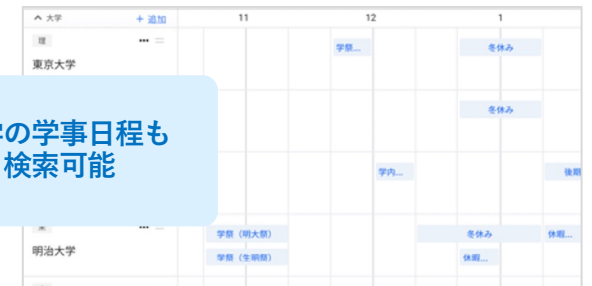 大学
+ 追加
11
12
1
理
東京大学
学祭...
冬休み
冬休み
の学事日程も
検索可能
学内...
後期
明治大学
学祭（明大祭）
冬休み
休暇...
学祭（生明祭）
休暇...